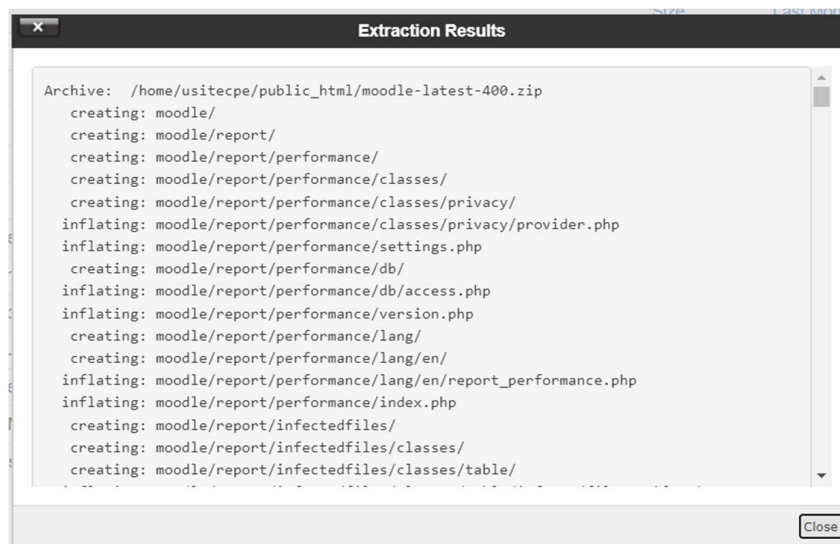 Size Last Mod
Extraction Results
Archive:  /home/usitecpe/public_html/moodle-latest-400.zip
creating: moodle/
creating: moodle/report/
creating: moodle/report/performance/
creating: moodle/report/performance/classes/
creating: moodle/report/performance/classes/privacy/
inflating: moodle/report/performance/classes/privacy/provider.php
inflating: moodle/report/performance/settings.php
creating: moodle/report/performance/db/
inflating: moodle/report/performance/db/access.php
inflating: moodle/report/performance/version.php
creating: moodle/report/performance/lang/
creating: moodle/report/performance/lang/en/
inflating: moodle/report/performance/lang/en/report_performance.php
inflating: moodle/report/performance/index.php
creating: moodle/report/infectedfiles/
creating: moodle/report/infectedfiles/classes/
creating: moodle/report/infectedfiles/classes/table/
Close